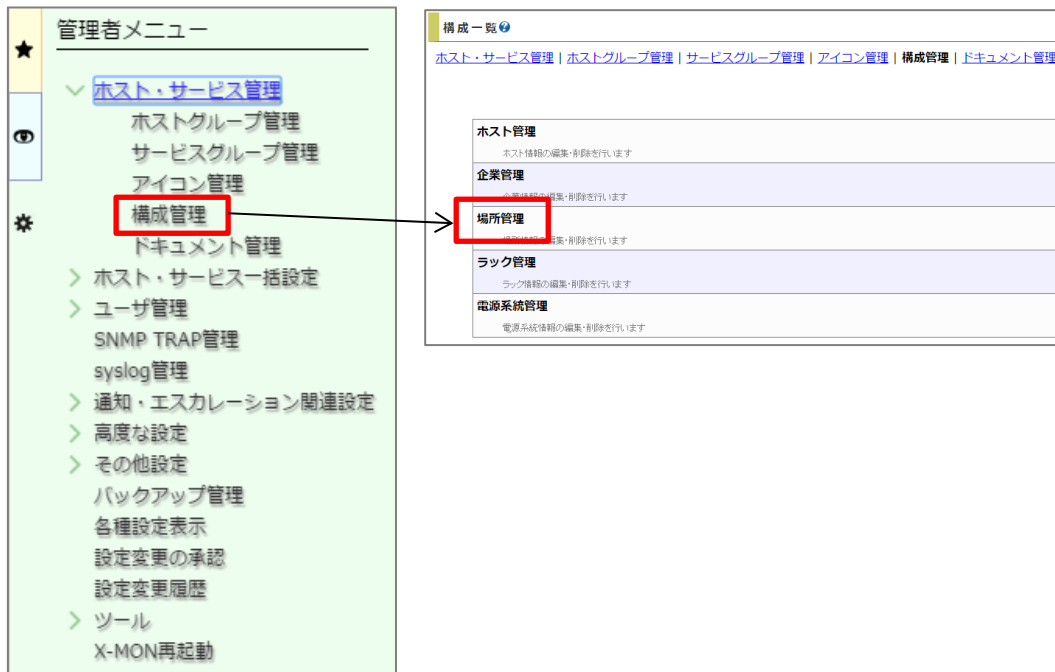 管理者メニュー
ホスト・サービス管理
ホストグループ管理
サービスグループ管理
アイコン管理
構成管理
ドキュメント管理
ホスト・サービス一括設定
ユーザ管理
SNMP TRAP管理
syslog管理
通知・エスカレーション関連設定
高度な設定
その他設定
バックアップ管理
各種設定表示
設定変更の承認
設定変更履歴
ツール
X-MON再起動
構成一覧
ホスト・サービス管理 | ホストグループ管理 | サービスグループ管理 | アイコン管理 | 構成管理 | ドキュメント管理
ホスト管理
ホスト情報の編集・削除を行います
企業管理
企業情報の編集・削除を行います
場所管理
場所情報の編集・削除を行います
ラック管理
ラック情報の編集・削除を行います
電源系統管理
電源系統情報の編集・削除を行います